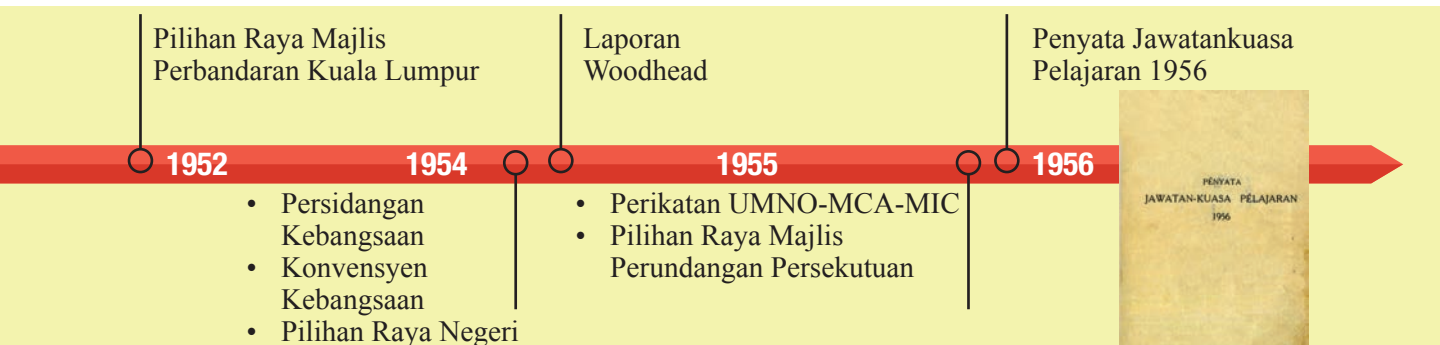 Pilihan Raya Majlis
Perbandaran Kuala Lumpur
Laporan
Woodhead
Penyata Jawatankuasa
Pelajaran 1956
1952
1954
1955
1956
• Persidangan
Kebangsaan
• Konvensyen
Kebangsaan
• Pilihan Raya Negeri
• Perikatan UMNO-MCA-MIC
• Pilihan Raya Majlis
Perundangan Persekutuan
PENYATA
JAWATAN-KUASA PELAJARAN
1956